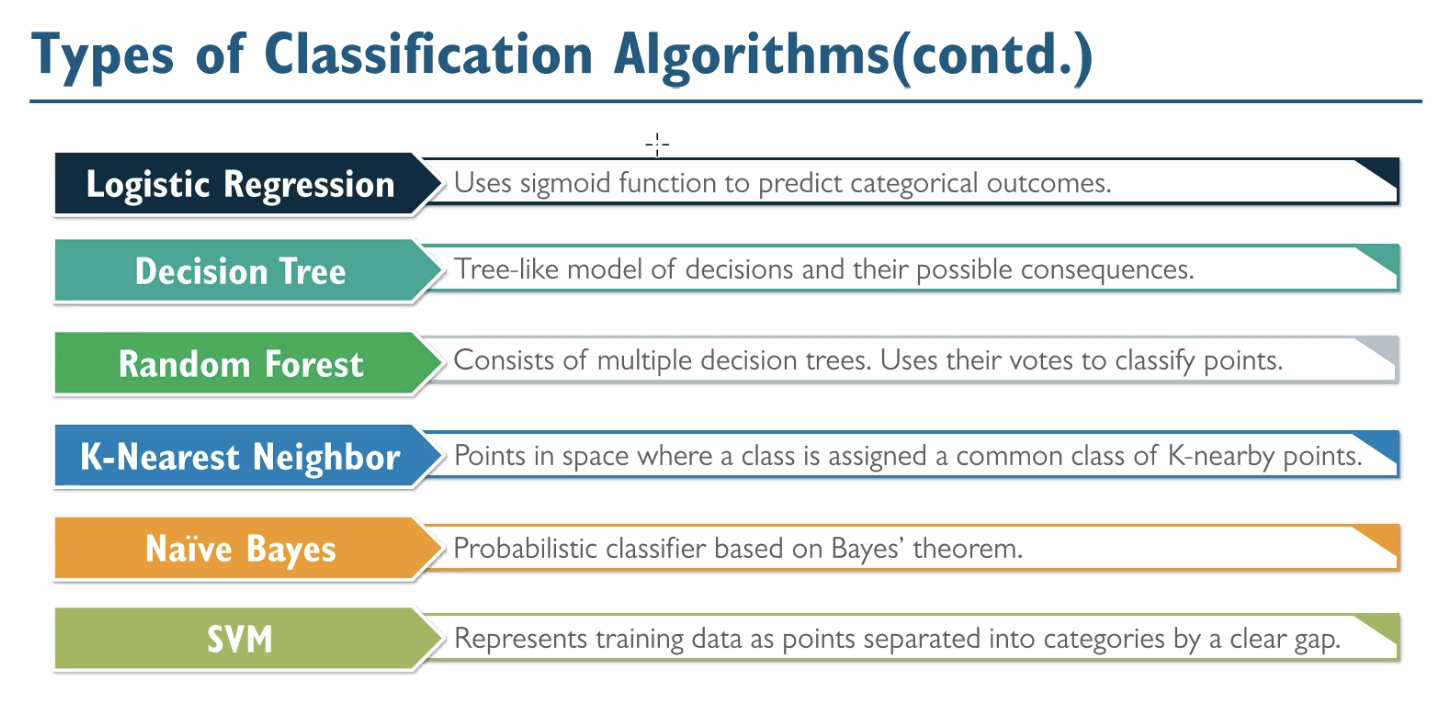 Types of Classification Algorithms(contd.)
Logistic Regression
Uses sigmoid function to predict categorical outcomes.
Decision Tree
Tree-like model of decisions and their possible consequences.
Random Forest
Consists of multiple decision trees. Uses their votes to classify points.
K-Nearest Neighbor
Points in space where a class is assigned a common class of K-nearby points.
Naïve Bayes
Probabilistic classifier based on Bayes’ theorem.
SVM
Represents training data as points separated into categories by a clear gap.